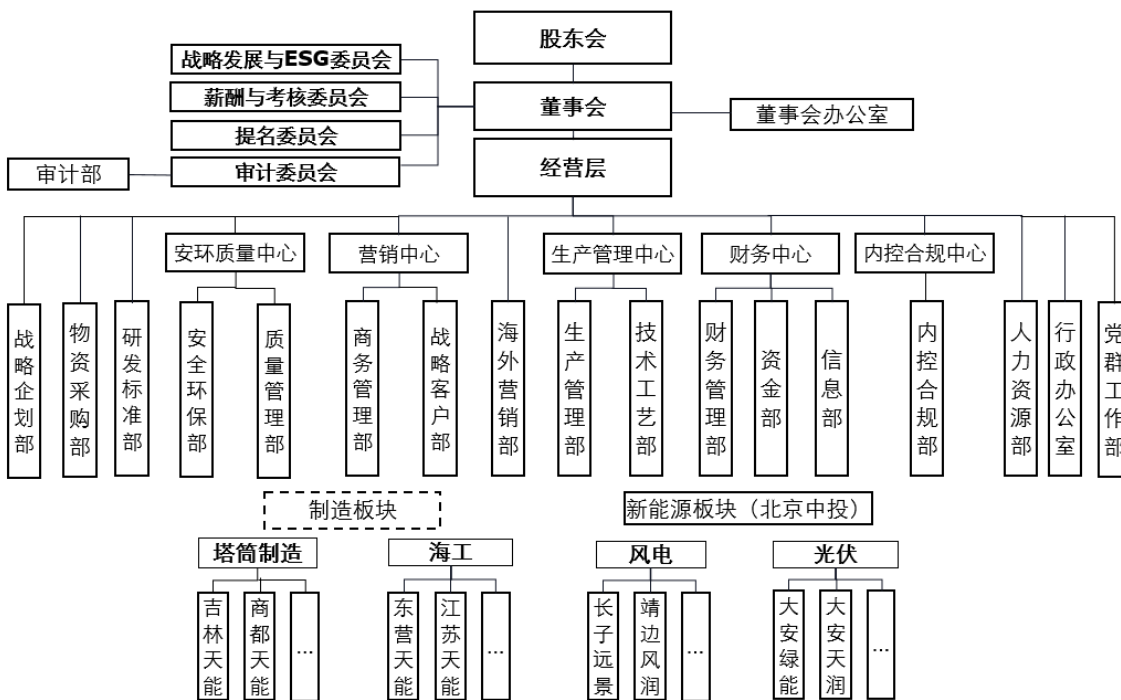 股东会
战略发展与ESG委员会
薪酬与考核委员会
提名委员会
审计委员会
审计部
董事会
董事会办公室
经营层
安环质量中心
营销中心
生产管理中心
财务中心
内控合规中心
战略企划部
物资采购部
研发标准部
安全环保部
质量管理部
商务管理部
战略客户部
海外营销部
生产管理部
技术工艺部
财务管理部
资金部
信息部
内控合规部
人力资源部
行政办公室
党群工作部
制造板块
新能源板块（北京中投）
塔筒制造
海工
风电
光伏
吉林天能
商都天能
...
东营天能
江苏天能
...
长子远景
靖边风润
...
大安绿能
大安天润
...